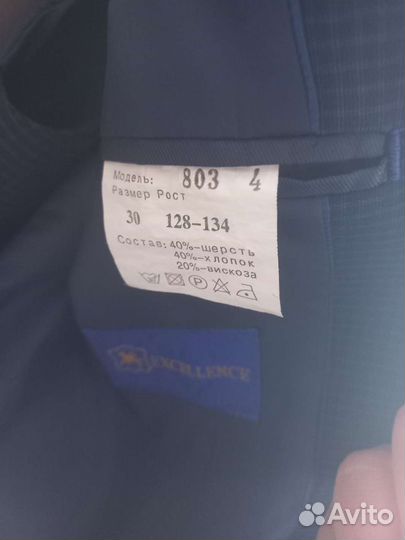 Модель: 803 4
Размер Рост
30 128-134
Состав: 40%-шерсть
40%-хлопок
20%-вискоза
EXCELLENCE
Avito